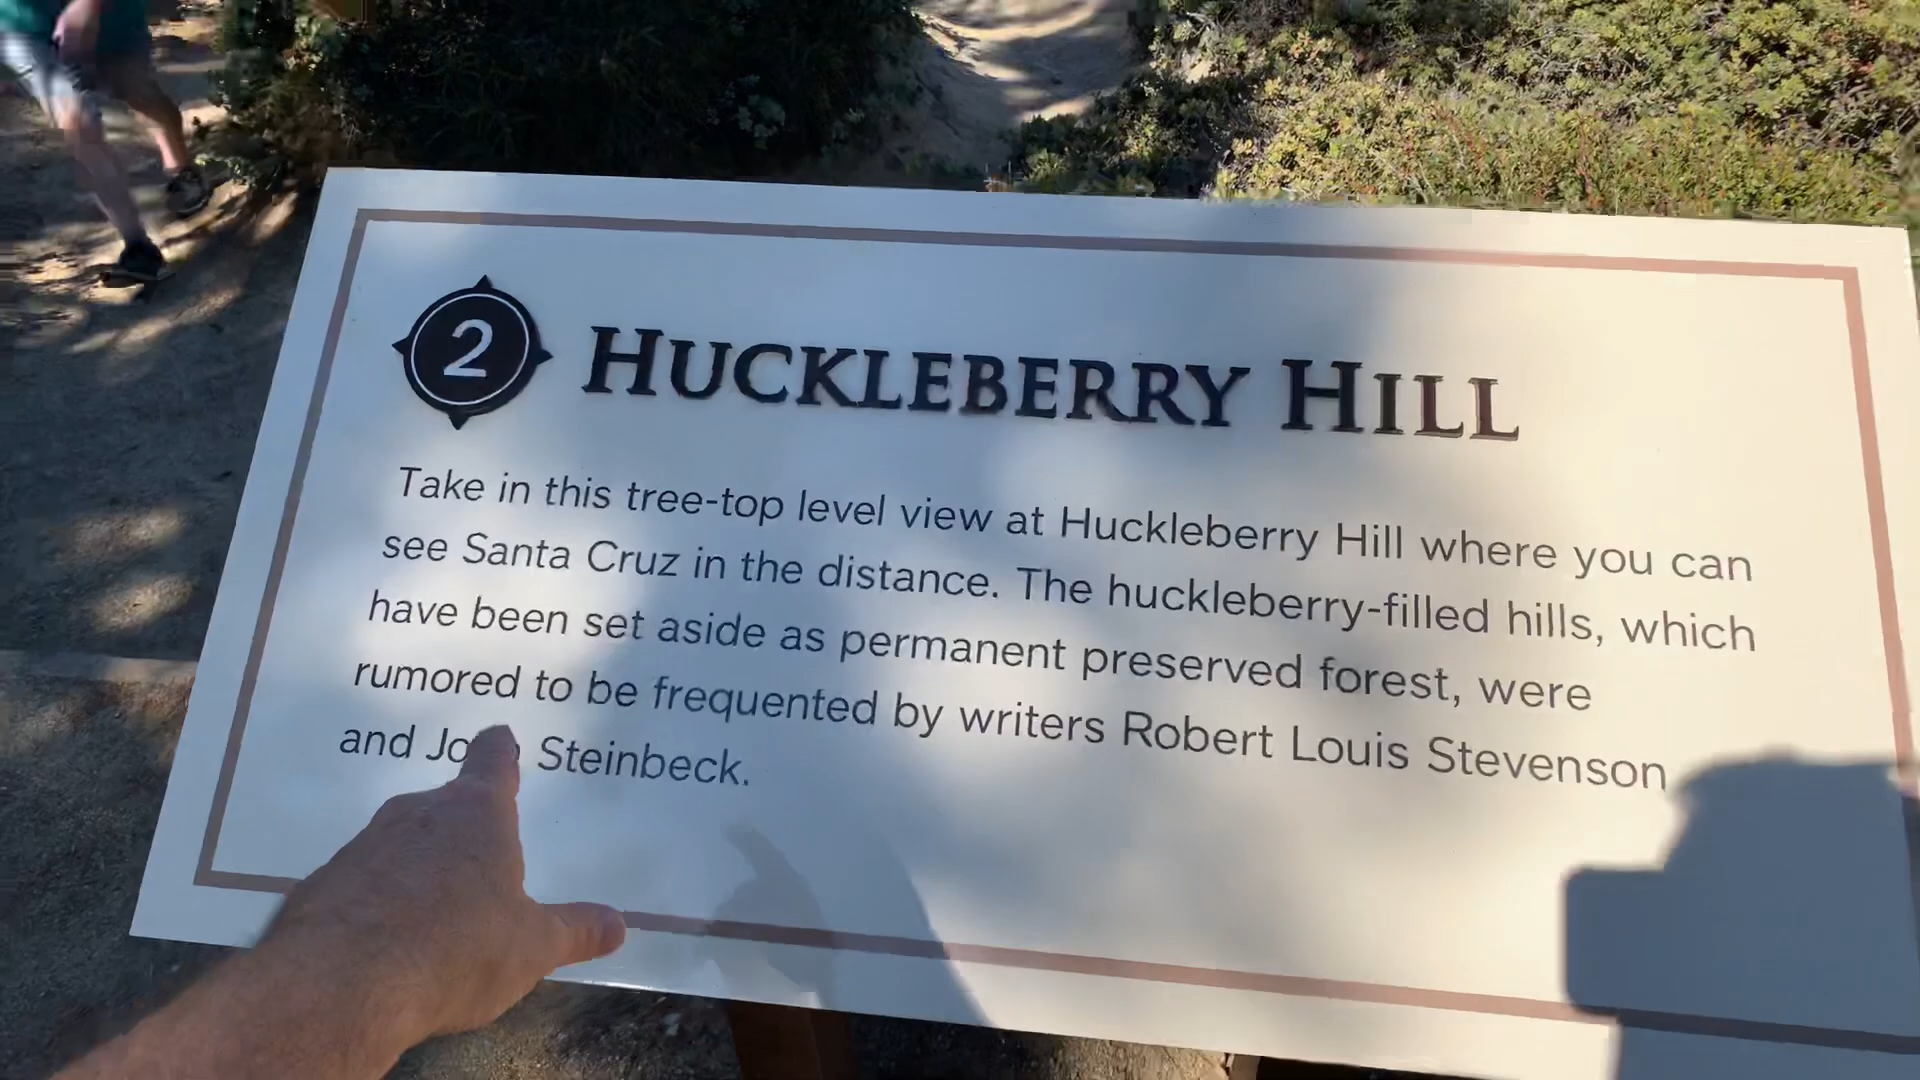 2 HUCKLEBERRY HILL
Take in this tree-top level view at Huckleberry Hill where you can
see Santa Cruz in the distance. The huckleberry-filled hills, which
have been set aside as permanent preserved forest, were
rumored to be frequented by writers Robert Louis Stevenson
and John Steinbeck.